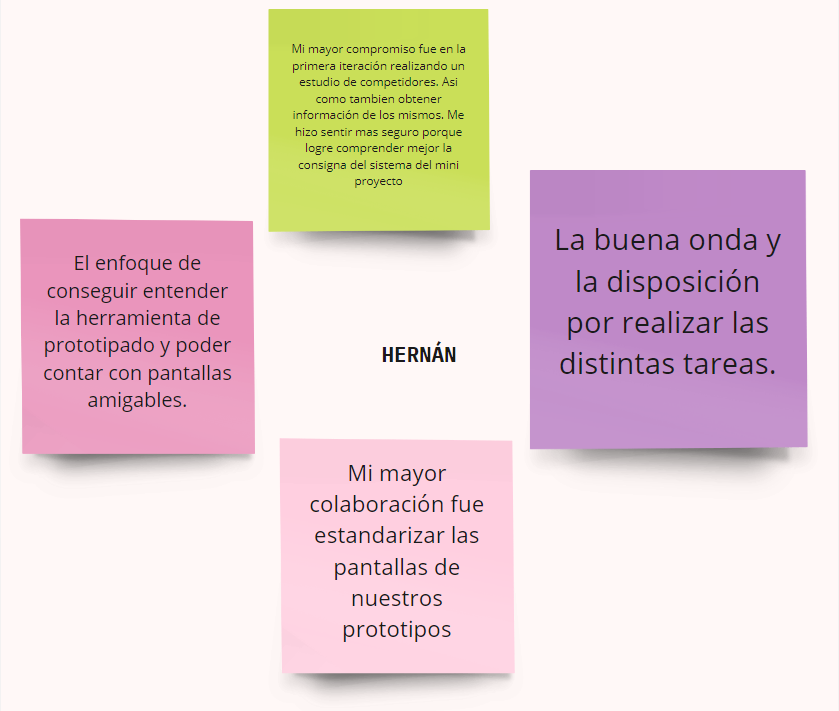 Mi mayor compromiso fue en la
primera iteración realizando un
estudio de competidores. Asi
como tambien obtener
información de los mismos. Me
hizo sentir mas seguro porque
logre comprender mejor la
consigna del sistema del mini
proyecto
La buena onda y
la disposición
por realizar las
distintas tareas.
El enfoque de
conseguir entender
la herramienta de
prototipado y poder
contar con pantallas
amigables.
HERNÁN
Mi mayor
colaboración fue
estandarizar las
pantallas de
nuestros
prototipos